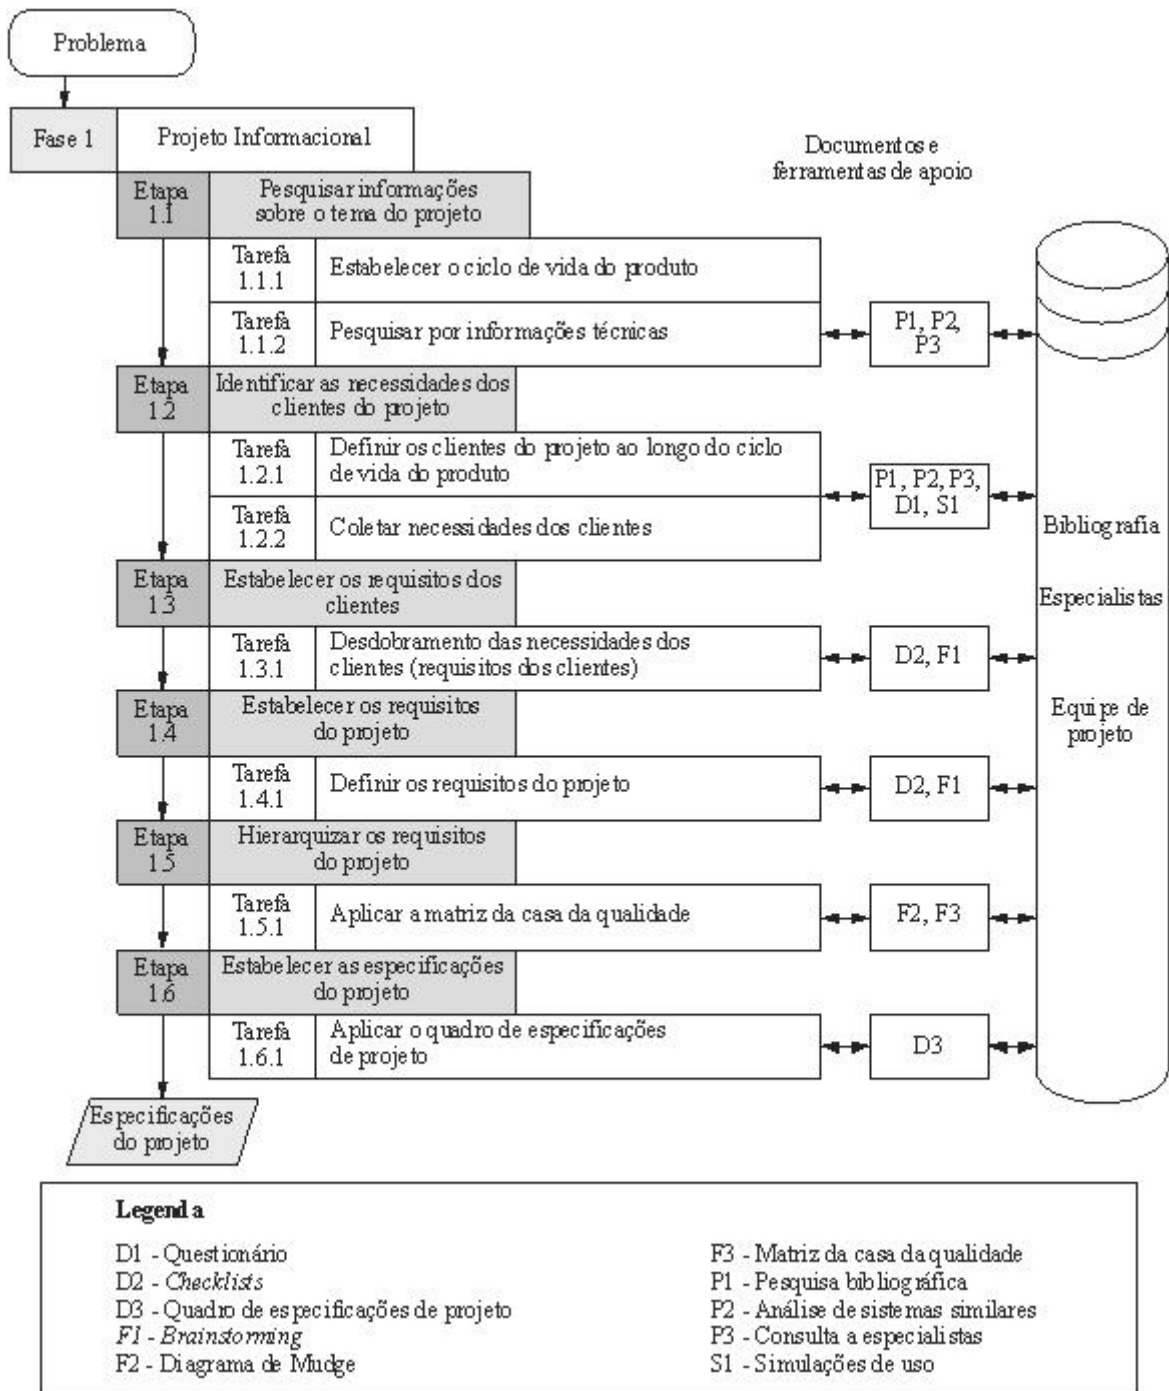 Problema
Fase 1
Projeto Informacional
Documentos e
ferramentas de apoio
Etapa
1.1
Pesquisar informações
sobre o tema do projeto
Tarefa
1.1.1
Estabelecer o ciclo de vida do produto
Tarefa
1.1.2
Pesquisar por informações técnicas
P1, P2,
P3
Etapa
1.2
Identificar as necessidades dos
clientes do projeto
Tarefa
1.2.1
Definir os clientes do projeto ao longo do ciclo
de vida do produto
Tarefa
1.2.2
Coletar necessidades dos clientes
P1, P2, P3,
D1, S1
Bibliografia
Especialistas
Equipe de
projeto
Etapa
1.3
Estabelecer os requisitos dos
clientes
Tarefa
1.3.1
Desdobramento das necessidades dos
clientes (requisitos dos clientes)
D2, F1
Etapa
1.4
Estabelecer os requisitos
do projeto
Tarefa
1.4.1
Definir os requisitos do projeto
D2, F1
Etapa
1.5
Hierarquizar os requisitos
do projeto
Tarefa
1.5.1
Aplicar a matriz da casa da qualidade
F2, F3
Etapa
1.6
Estabelecer as especificações
do projeto
Tarefa
1.6.1
Aplicar o quadro de especificações
de projeto
D3
Especificações
do projeto
Legenda
D1 - Questionário
D2 - Checklists
D3 - Quadro de especificações de projeto
F1 - Brainstorming
F2 - Diagrama de Mudge
F3 - Matriz da casa da qualidade
P1 - Pesquisa bibliográfica
P2 - Análise de sistemas similares
P3 - Consulta a especialistas
S1 - Simulações de uso